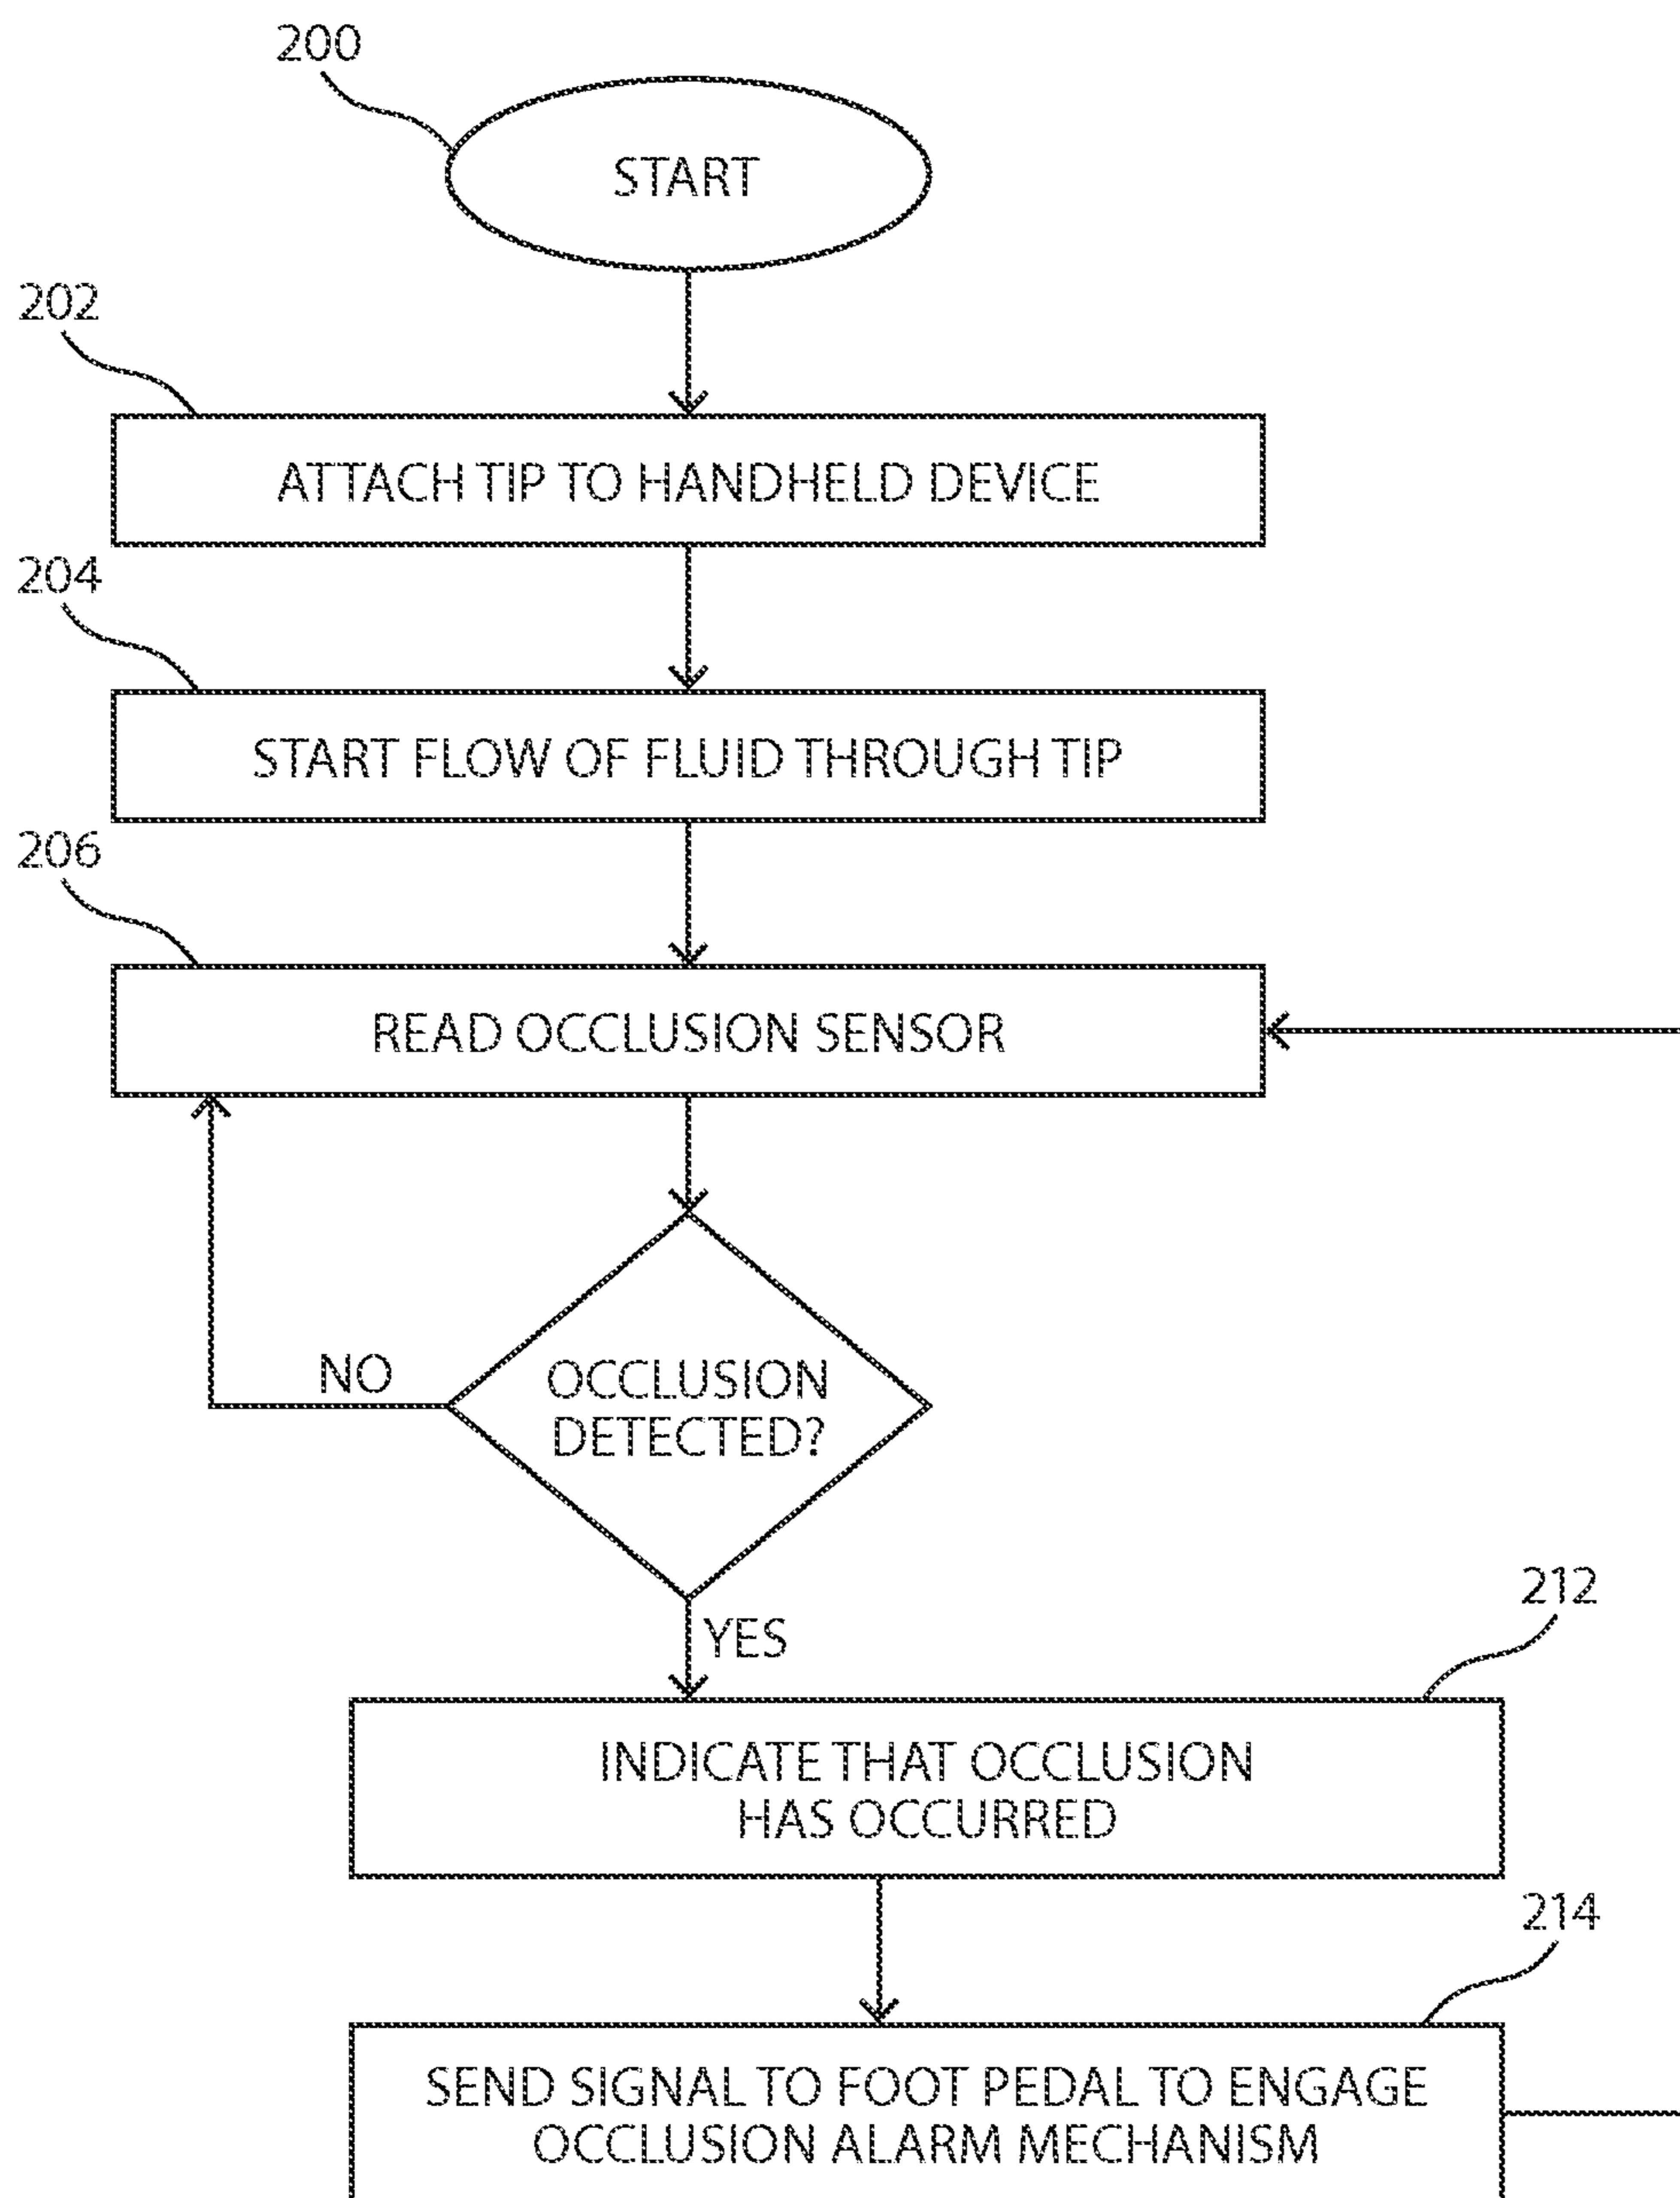 200
START
202
ATTACH TIP TO HANDHELD DEVICE
204
START FLOW OF FLUID THROUGH TIP
206
READ OCCLUSION SENSOR
NO
OCCLUSION
DETECTED?
YES
212
INDICATE THAT OCCLUSION
HAS OCCURRED
214
SEND SIGNAL TO FOOT PEDAL TO ENGAGE
OCCLUSION ALARM MECHANISM